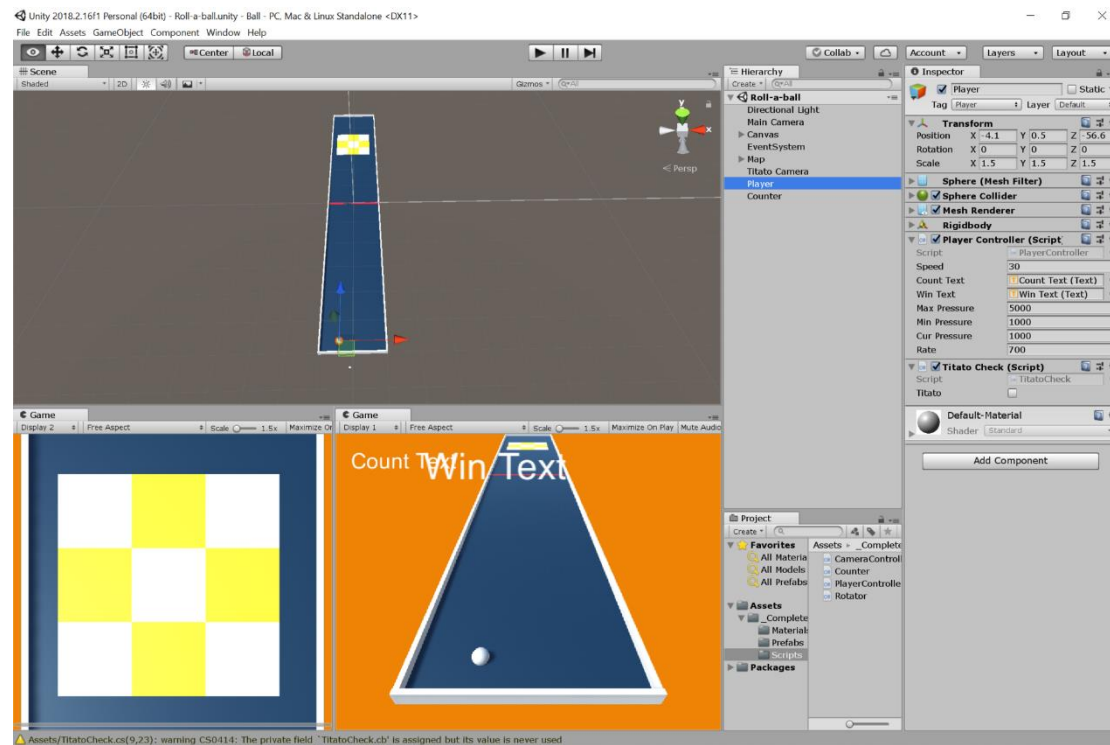 Unity 2018.2.16f1 Personal (64bit) - Roll-a-ball.unity - Ball - PC, Mac & Linux Standalone <DX11>
File Edit Assets GameObject Component Window Help
Center Local
Collab Account Layers Layout
Scene
Shaded 2D Gizmos All
y
x
Persp
Hierarchy
Create All
Roll-a-ball
Directional Light
Main Camera
Canvas
EventSystem
Map
Titato Camera
Player
Counter
Inspector
Player Static
Tag Player Layer Default
Transform
Position X -4.1 Y 0.5 Z -56.6
Rotation X 0 Y 0 Z 0
Scale X 1.5 Y 1.5 Z 1.5
Sphere (Mesh Filter)
Sphere Collider
Mesh Renderer
Rigidbody
Player Controller (Script
Script PlayerController
Speed 30
Count Text Count Text (Text)
Win Text Win Text (Text)
Max Pressure 5000
Min Pressure 1000
Cur Pressure 1000
Rate 700
Titato Check (Script)
Script TitatoCheck
Titato
Default-Material
Shader Standard
Add Component
Game
Display 2 Free Aspect Scale 1.5x Maximize Or
Game
Display 1 Free Aspect Scale 1.5x Maximize On Play Mute Audio
Count Text
Win Text
Project
Create
Favorites
All Materia
All Models
All Prefabs
Assets
_Complete
Materials
Prefabs
Scripts
Packages
Assets _Complete
CameraControll
Counter
PlayerControlle
Rotator
Assets/TitatoCheck.cs(9,23): warning CS0414: The private field `TitatoCheck.cb' is assigned but its value is never used